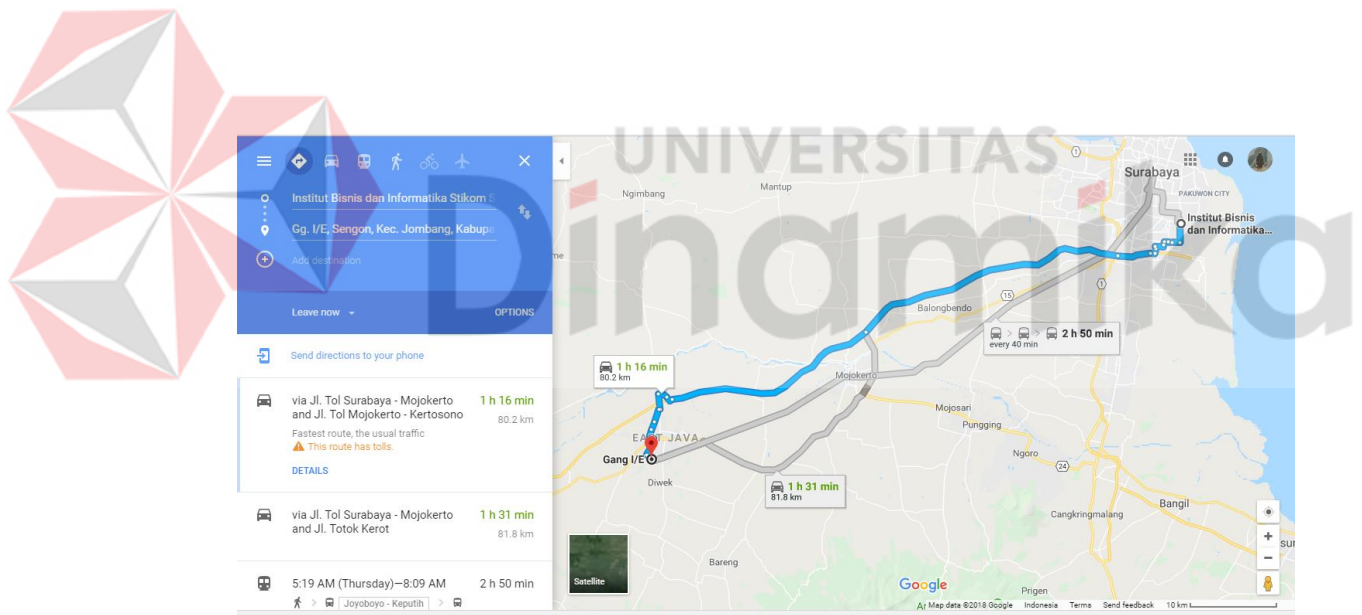 UNIVERSITAS
Dinamika
Institut Bisnis dan Informatika Stikom S
Gg. I/E, Sengon, Kec. Jombang, Kabupa
Add destination
Leave now
OPTIONS
Send directions to your phone
via Jl. Tol Surabaya - Mojokerto
and Jl. Tol Mojokerto - Kertosono
1 h 16 min
80.2 km
Fastest route, the usual traffic
This route has tolls.
DETAILS
via Jl. Tol Surabaya - Mojokerto
and Jl. Totok Kerot
1 h 31 min
81.8 km
5:19 AM (Thursday)—8:09 AM
2 h 50 min
Joyoboyo - Keputih
Ngimbang
Mantup
1
Surabaya
PAKUWON CITY
Institut Bisnis
dan Informatika...
Balongbendo
15
1
2 h 50 min
every 40 min
1 h 16 min
80.2 km
Mojokerto
Mojosari
Pungging
EAST JAVA
Gang I/E
Diwek
1 h 31 min
81.8 km
Ngoro
24
Cangkringmalang
Bangil
Bareng
Prigen
Satellite
Google
Map data ©2018 Google
Indonesia
Terms
Send feedback
10 km